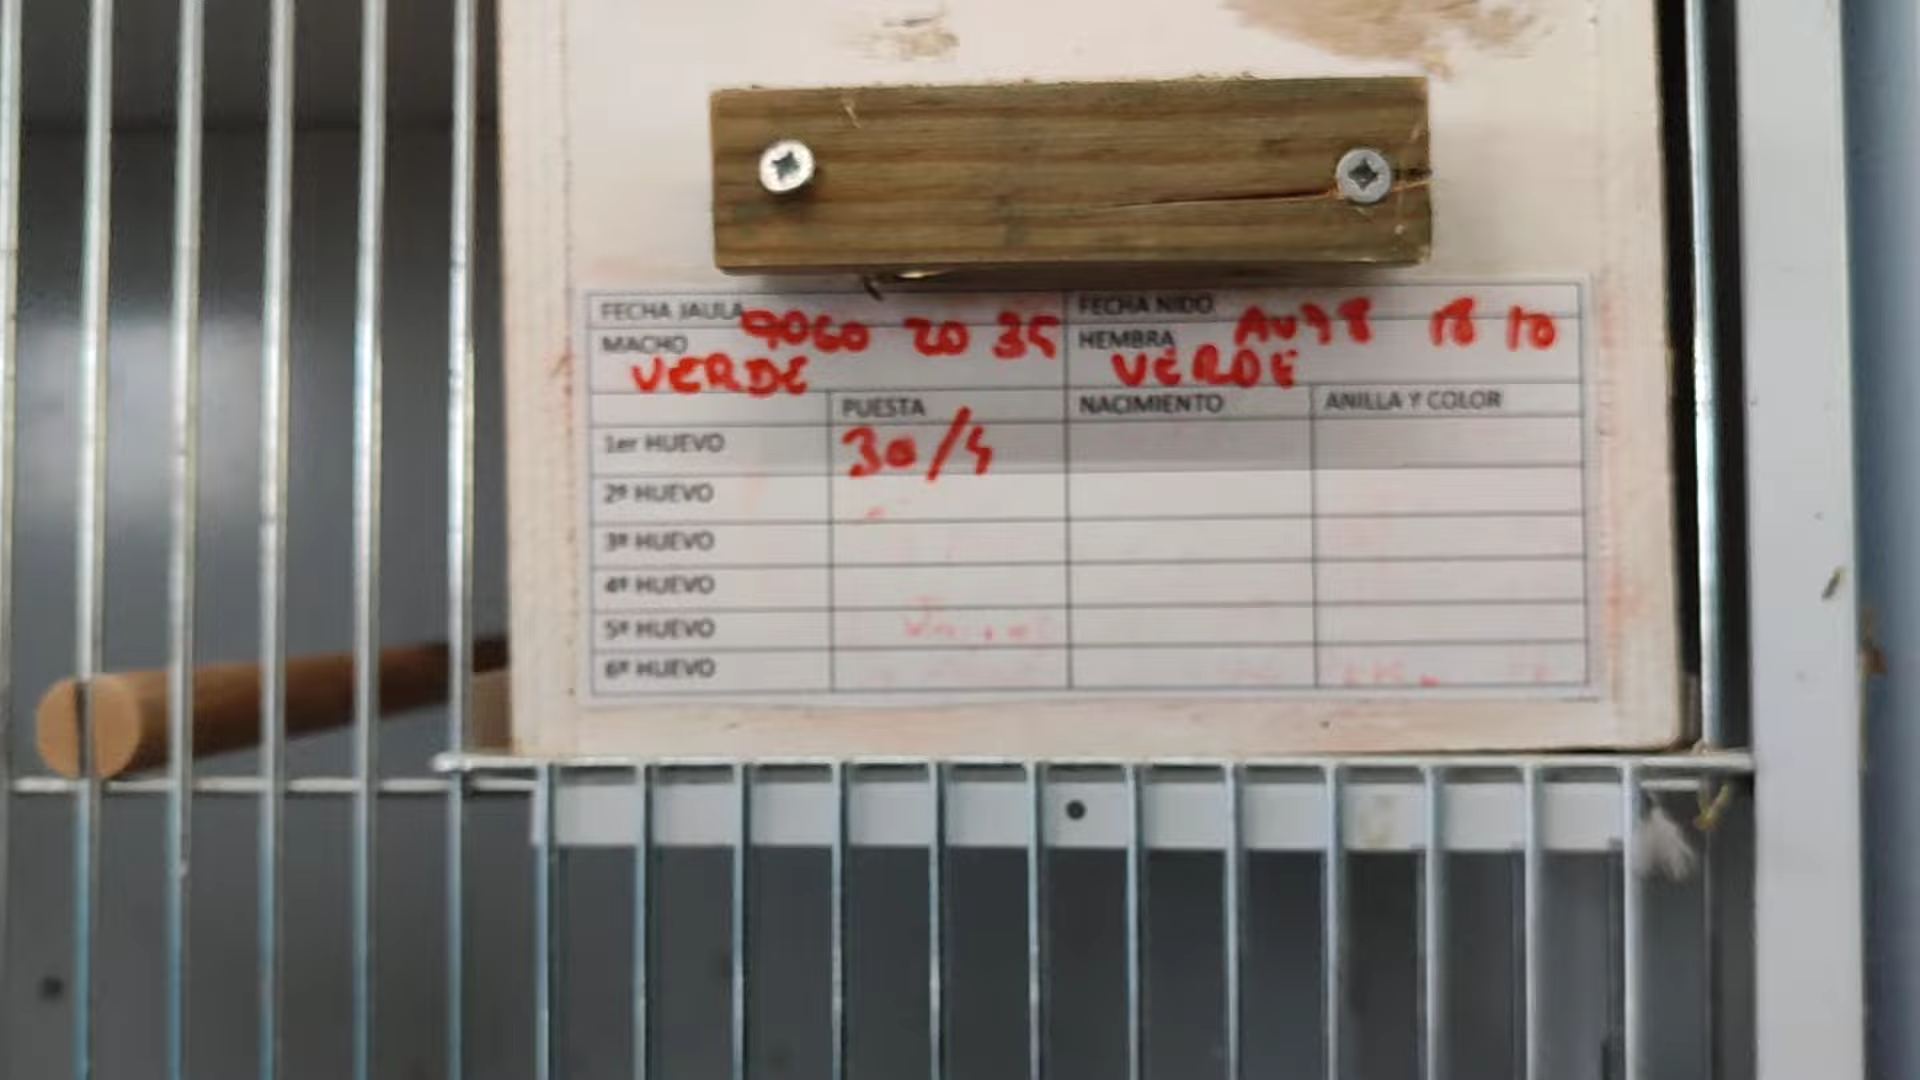 FECHA JAULA FECHA NIDO
MACHO 9060 20 35 HEMBRA AU78 18 10
VERDE VERDE
PUESTA NACIMIENTO ANILLA Y COLOR
1er HUEVO 30/4
2º HUEVO
3º HUEVO
4º HUEVO
5º HUEVO
6º HUEVO